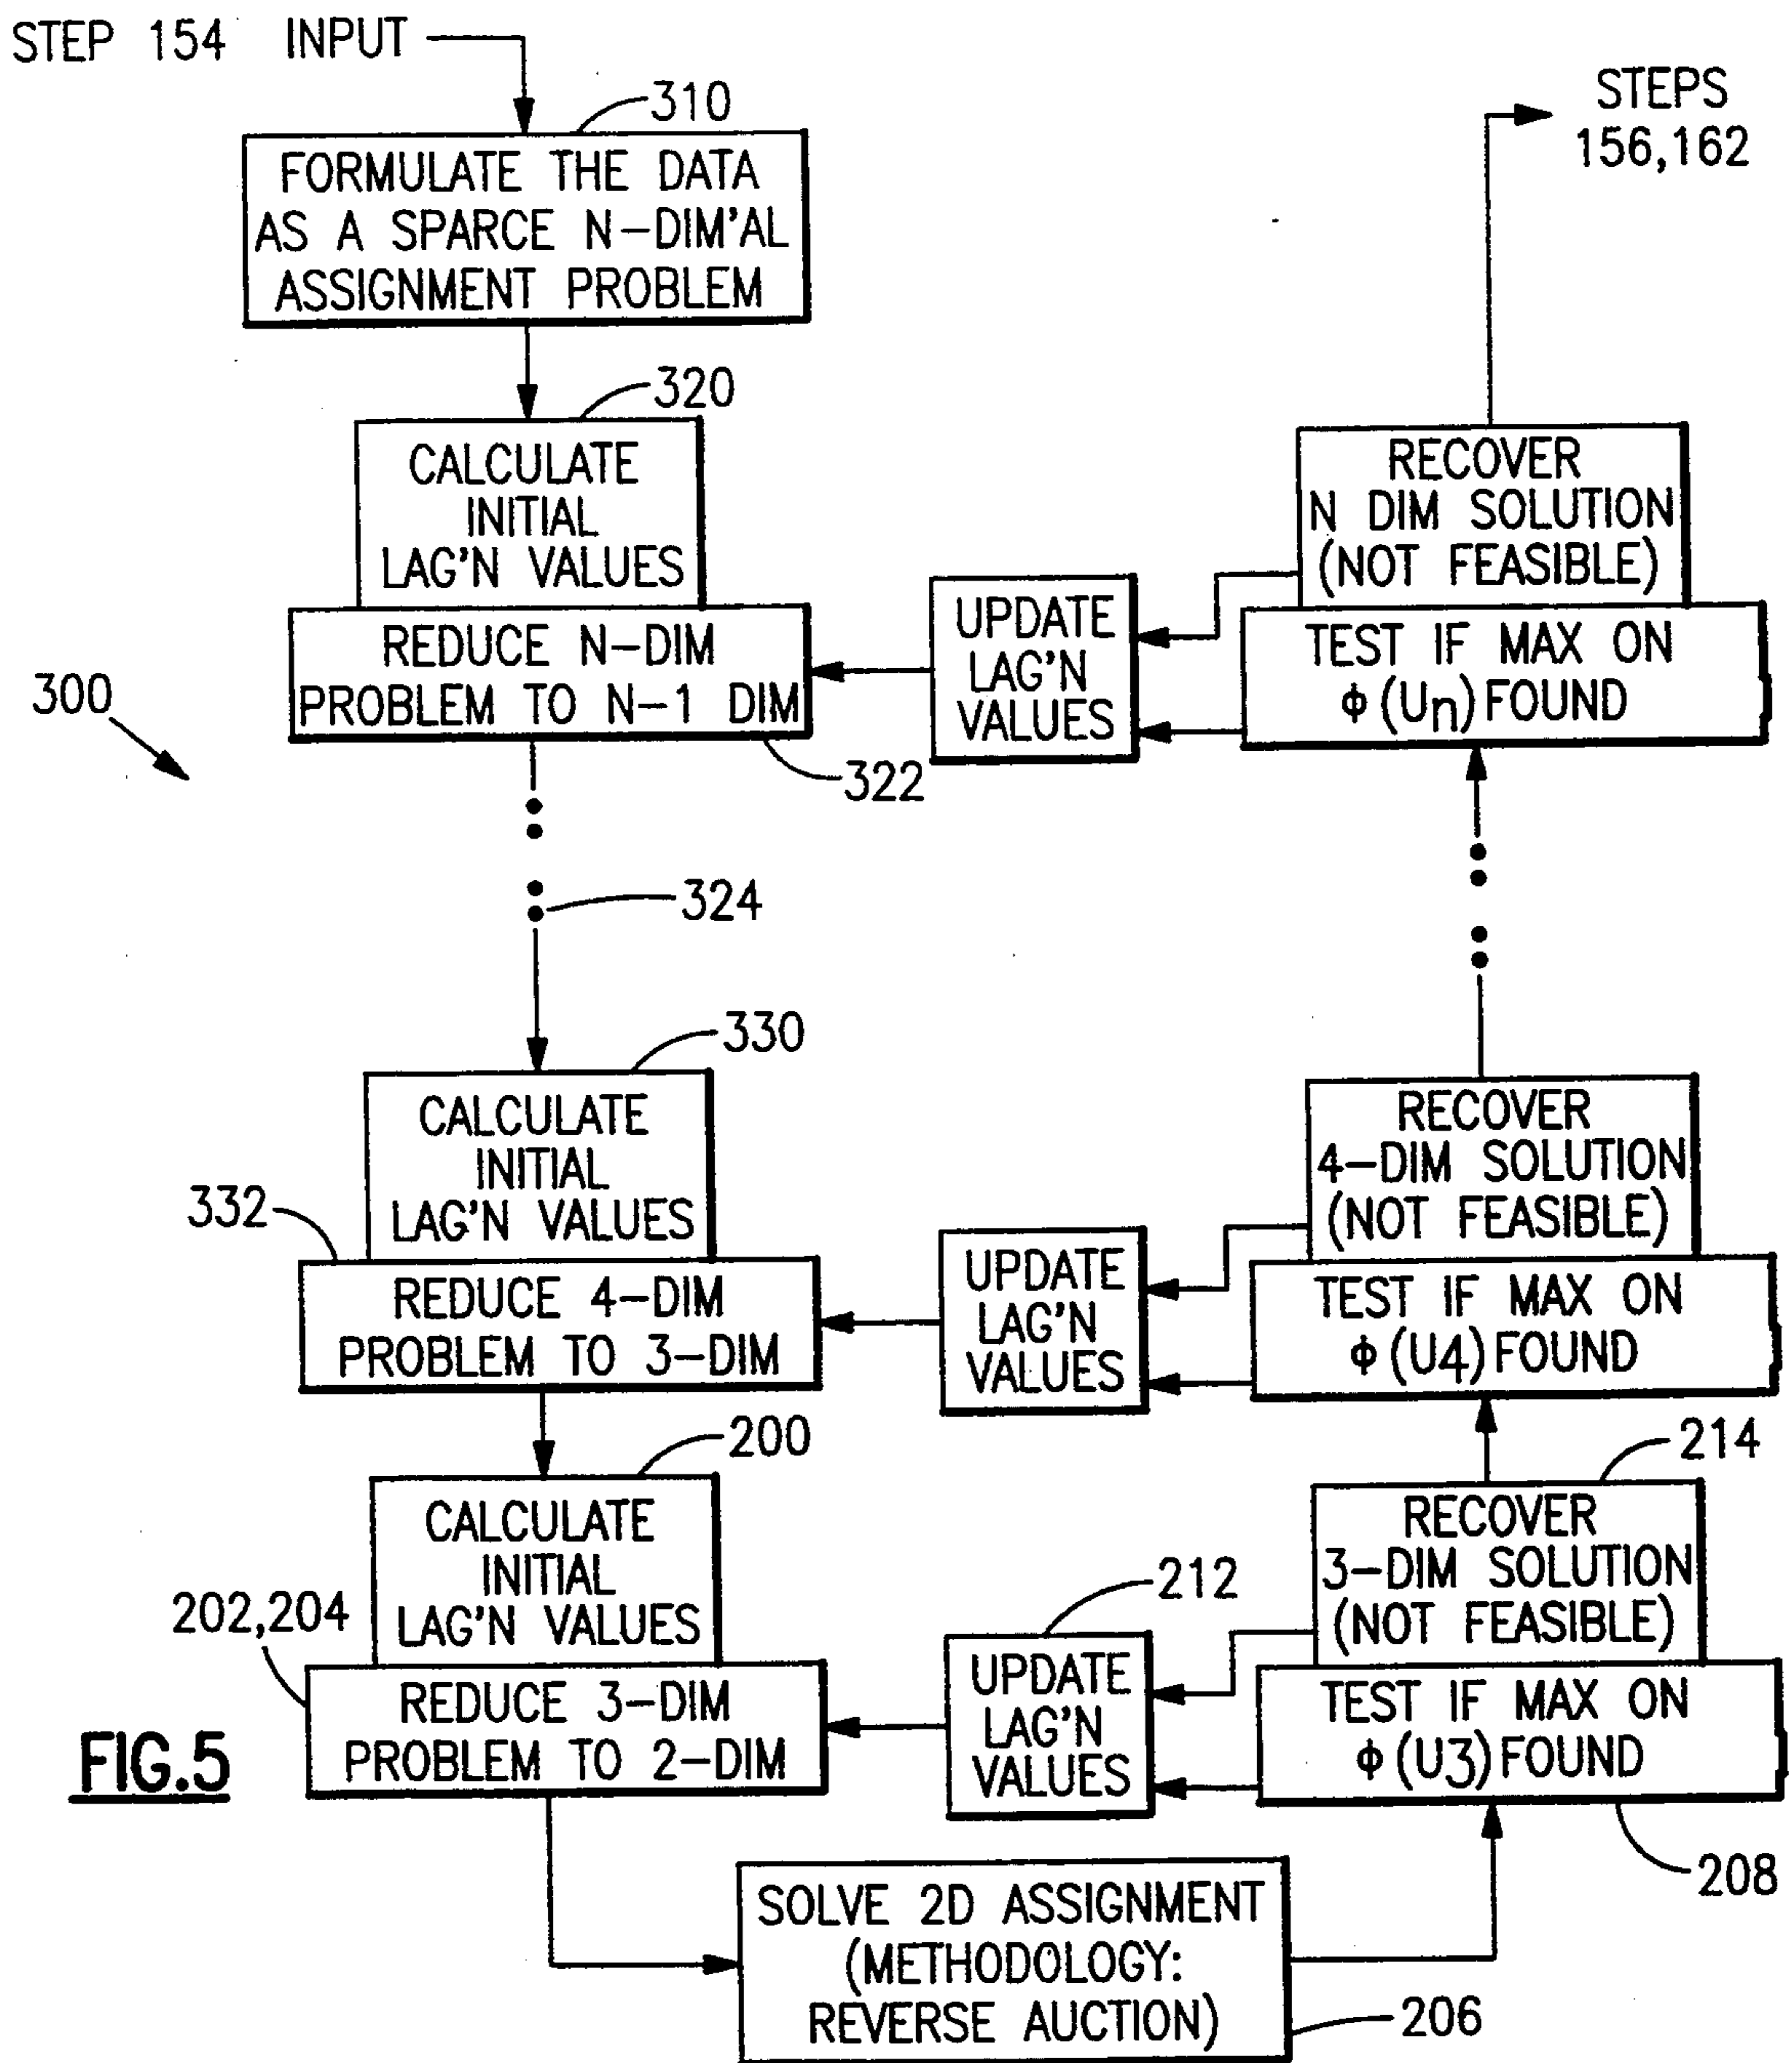 STEP 154 INPUT
310
FORMULATE THE DATA
AS A SPARCE N-DIM'AL
ASSIGNMENT PROBLEM
320
CALCULATE
INITIAL
LAG'N VALUES
REDUCE N-DIM
PROBLEM TO N-1 DIM
322
300
324
330
CALCULATE
INITIAL
LAG'N VALUES
332
REDUCE 4-DIM
PROBLEM TO 3-DIM
200
CALCULATE
INITIAL
LAG'N VALUES
202,204
REDUCE 3-DIM
PROBLEM TO 2-DIM
FIG.5
SOLVE 2D ASSIGNMENT
(METHODOLOGY:
REVERSE AUCTION)
206
STEPS
156,162
RECOVER
N DIM SOLUTION
(NOT FEASIBLE)
TEST IF MAX ON
Φ(Un) FOUND
UPDATE
LAG'N
VALUES
RECOVER
4-DIM SOLUTION
(NOT FEASIBLE)
TEST IF MAX ON
Φ(U4) FOUND
UPDATE
LAG'N
VALUES
214
RECOVER
3-DIM SOLUTION
(NOT FEASIBLE)
TEST IF MAX ON
Φ(U3) FOUND
208
212
UPDATE
LAG'N
VALUES